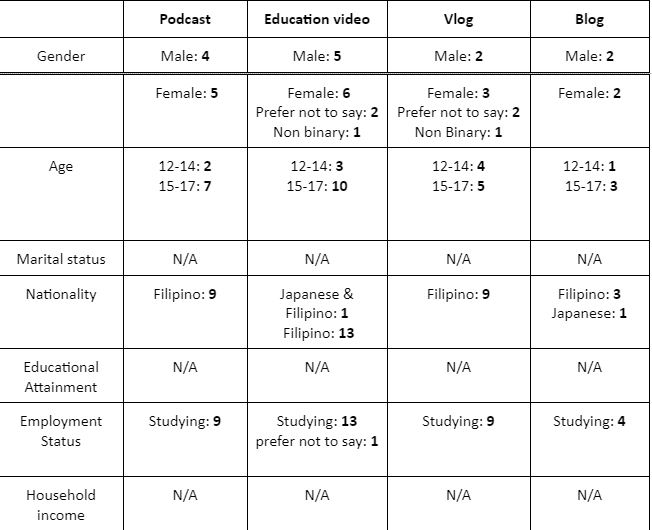 Podcast Education video Vlog Blog
Gender Male: 4 Male: 5 Male: 2 Male: 2
Female: 5 Female: 6 Female: 3 Female: 2
Prefer not to say: 2 Prefer not to say: 2
Non binary: 1 Non Binary: 1
Age 12-14: 2 12-14: 3 12-14: 4 12-14: 1
15-17: 7 15-17: 10 15-17: 5 15-17: 3
Marital status N/A N/A N/A N/A
Nationality Filipino: 9 Japanese & Filipino: 9 Filipino: 3
Filipino: 1 Japanese: 1
Filipino: 13
Educational N/A N/A N/A N/A
Attainment
Employment Studying: 9 Studying: 13 Studying: 9 Studying: 4
Status prefer not to say: 1
Household N/A N/A N/A N/A
income